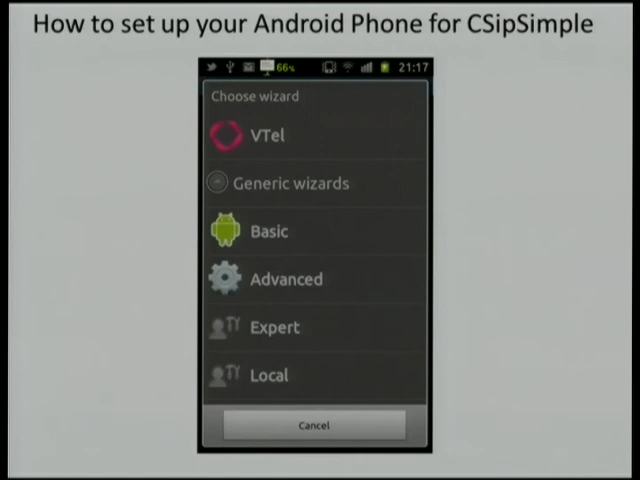 How to set up your Android Phone for CSipSimple
66% 21:17
Choose wizard
VTel
Generic wizards
Basic
Advanced
Expert
Local
Cancel